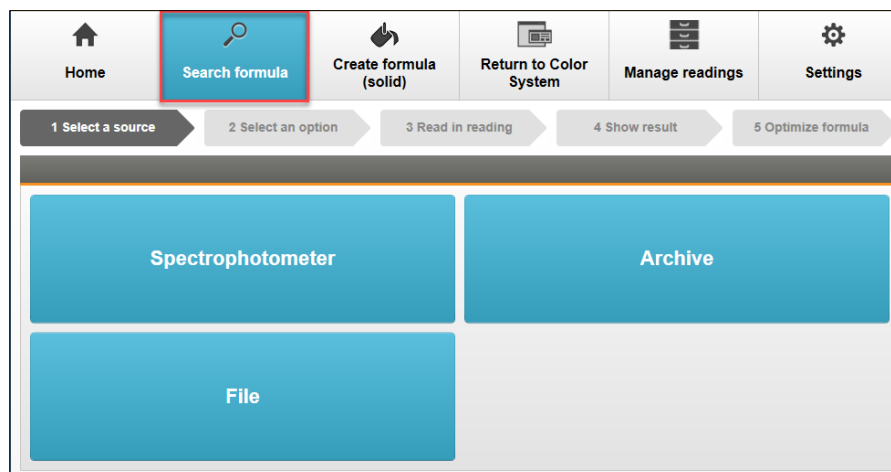 Home
Search formula
Create formula
(solid)
Return to Color
System
Manage readings
Settings
1 Select a source
2 Select an option
3 Read in reading
4 Show result
5 Optimize formula
Spectrophotometer
Archive
File